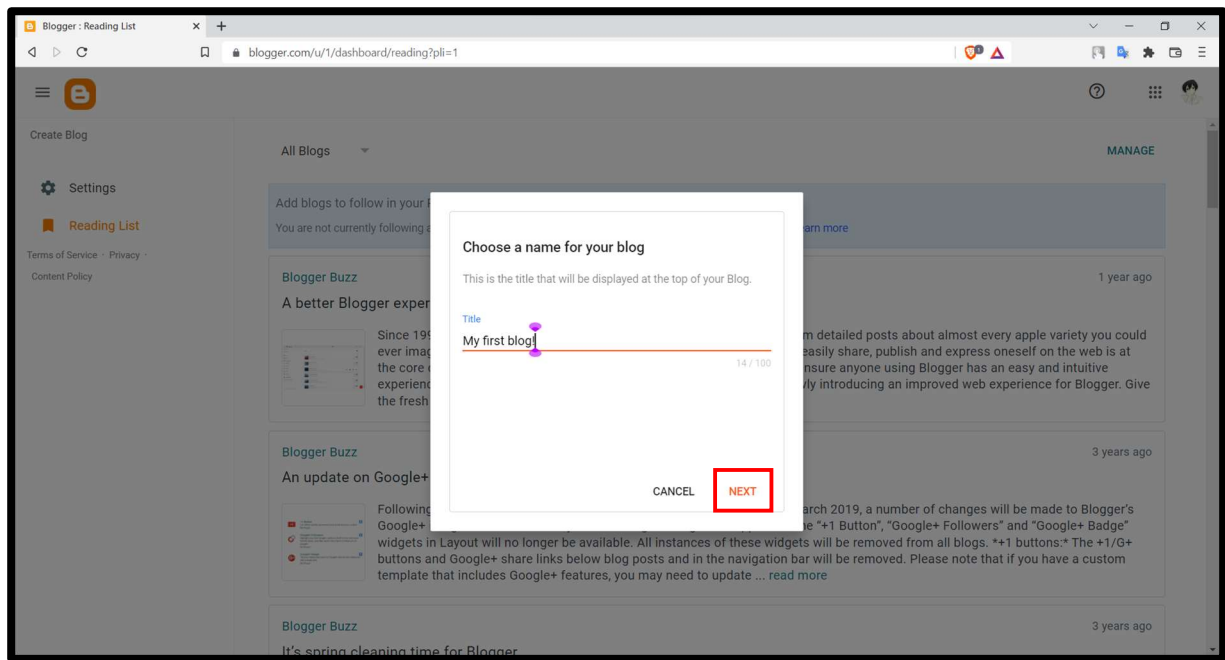 Blogger : Reading List
blogger.com/u/1/dashboard/reading?pli=1
Create Blog
Settings
Reading List
Terms of Service · Privacy ·
Content Policy
All Blogs
MANAGE
Add blogs to follow in your
You are not currently following
arn more
Blogger Buzz
1 year ago
A better Blogger exper
Since 199
m detailed posts about almost every apple variety you could
ever imag
easily share, publish and express oneself on the web is at
the core
nsure anyone using Blogger has an easy and intuitive
experienc
ly introducing an improved web experience for Blogger. Give
the fresh
Choose a name for your blog
This is the title that will be displayed at the top of your Blog.
Title
My first blog!
14 / 100
CANCEL
NEXT
Blogger Buzz
3 years ago
An update on Google+
Following
arch 2019, a number of changes will be made to Blogger's
Google+
e "+1 Button", "Google+ Followers" and "Google+ Badge"
widgets in Layout will no longer be available. All instances of these widgets will be removed from all blogs. *+1 buttons:* The +1/G+
buttons and Google+ share links below blog posts and in the navigation bar will be removed. Please note that if you have a custom
template that includes Google+ features, you may need to update ... read more
Blogger Buzz
3 years ago
It's spring cleaning time for Blogger